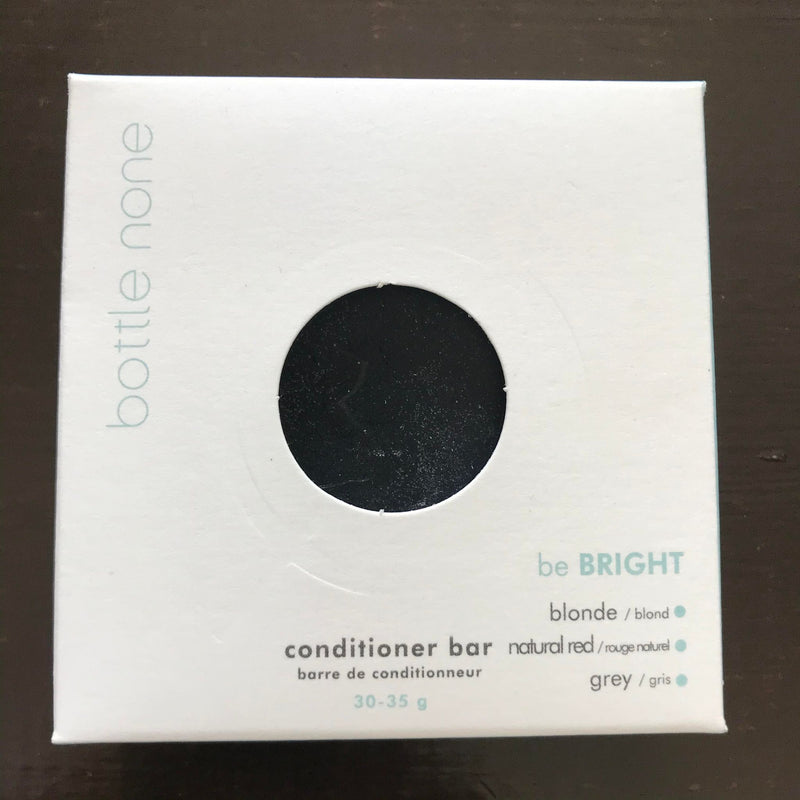 bottle none
be BRIGHT
blonde / blond
natural red / rouge naturel
grey / gris
conditioner bar
barre de conditionneur
30-35 g